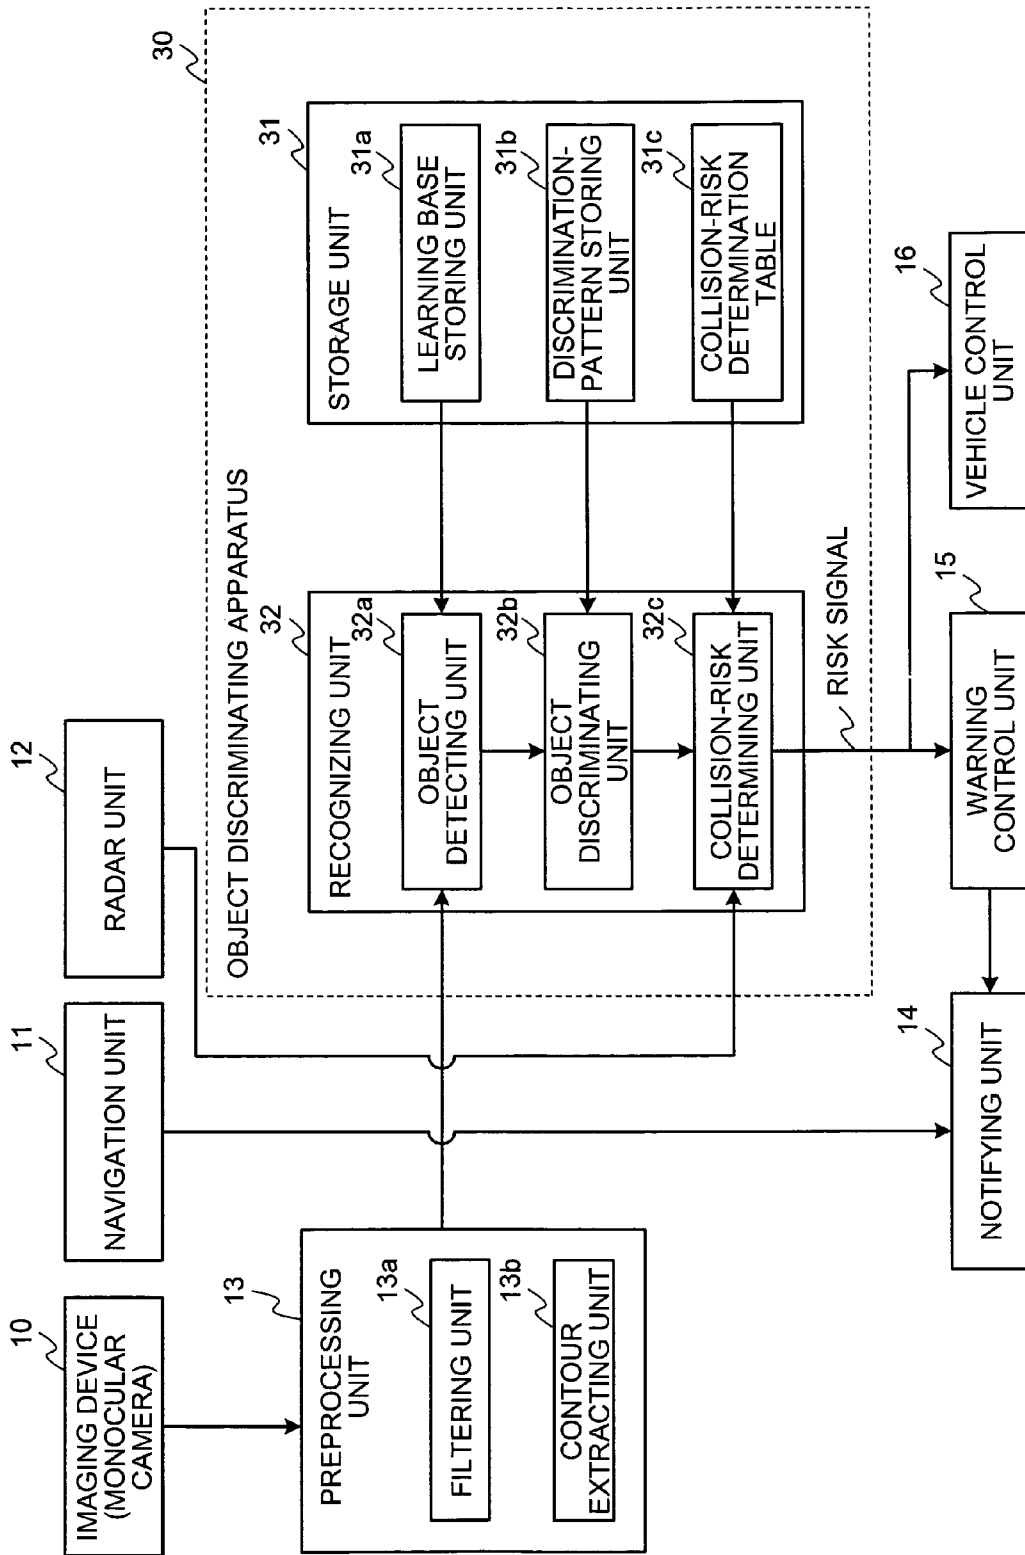 10
IMAGING DEVICE
(MONOCULAR
CAMERA)
11
NAVIGATION UNIT
12
RADAR UNIT
13
PREPROCESSING
UNIT
13a
FILTERING UNIT
13b
CONTOUR
EXTRACTING UNIT
30
OBJECT DISCRIMINATING APPARATUS
32
RECOGNIZING UNIT
32a
OBJECT
DETECTING UNIT
32b
OBJECT
DISCRIMINATING
UNIT
32c
COLLISION-RISK
DETERMINING UNIT
31
STORAGE UNIT
31a
LEARNING BASE
STORING UNIT
31b
DISCRIMINATION-
PATTERN STORING
UNIT
31c
COLLISION-RISK
DETERMINATION
TABLE
RISK SIGNAL
14
NOTIFYING UNIT
15
WARNING
CONTROL UNIT
16
VEHICLE CONTROL
UNIT